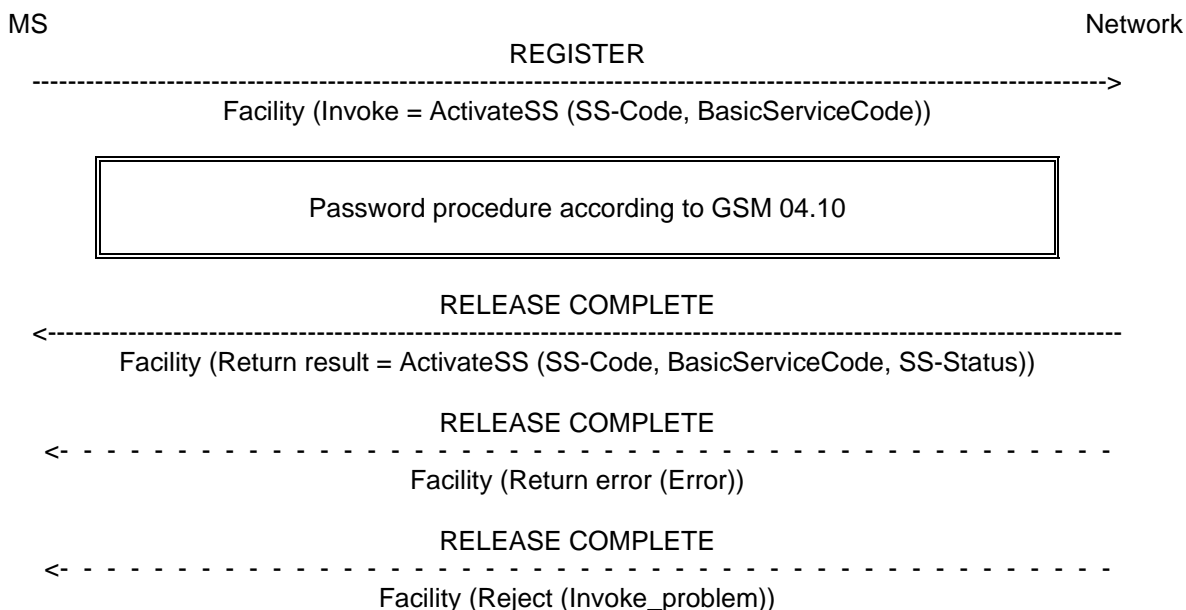 MS Network
REGISTER
------------------------------------------------------------------------------------------------------------------------>
Facility (Invoke = ActivateSS (SS-Code, BasicServiceCode))
Password procedure according to GSM 04.10
RELEASE COMPLETE
<------------------------------------------------------------------------------------------------------------------------
Facility (Return result = ActivateSS (SS-Code, BasicServiceCode, SS-Status))
RELEASE COMPLETE
<- - - - - - - - - - - - - - - - - - - - - - - - - - - - - - - - - - - - - - - - - - - - - - - -
Facility (Return error (Error))
RELEASE COMPLETE
<- - - - - - - - - - - - - - - - - - - - - - - - - - - - - - - - - - - - - - - - - - - - - - - -
Facility (Reject (Invoke_problem))